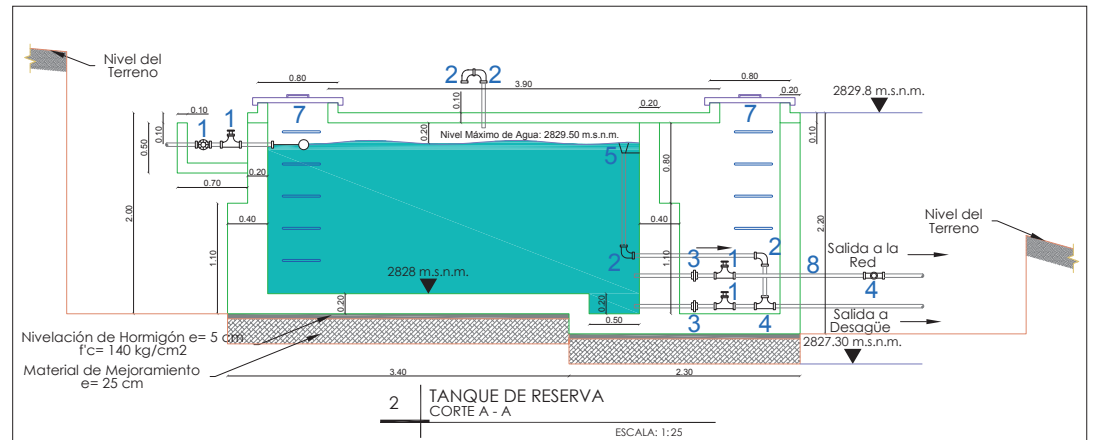 Nivel del
Terreno
0.80
2 2
3.90
0.80
0.20
2829.8 m.s.n.m.
0.10
0.20
7
7
0.10
1 1
0.10
0.50
0.20
Nivel Máximo de Agua: 2829.50 m.s.n.m.
5
0.10
0.80
0.20
0.70
0.40
0.40
2.00
1.10
1.10
2.20
Nivel del
Terreno
2
3
1
2
8
Salida a la
Red
4
2828 m.s.n.m.
0.20
0.20
0.50
3
1
4
Salida a
Desagüe
2827.30 m.s.n.m.
Nivelación de Hormigón e= 5 cm
f'c= 140 kg/cm2
Material de Mejoramiento
e= 25 cm
3.40
2.30
2
TANQUE DE RESERVA
CORTE A - A
ESCALA: 1:25